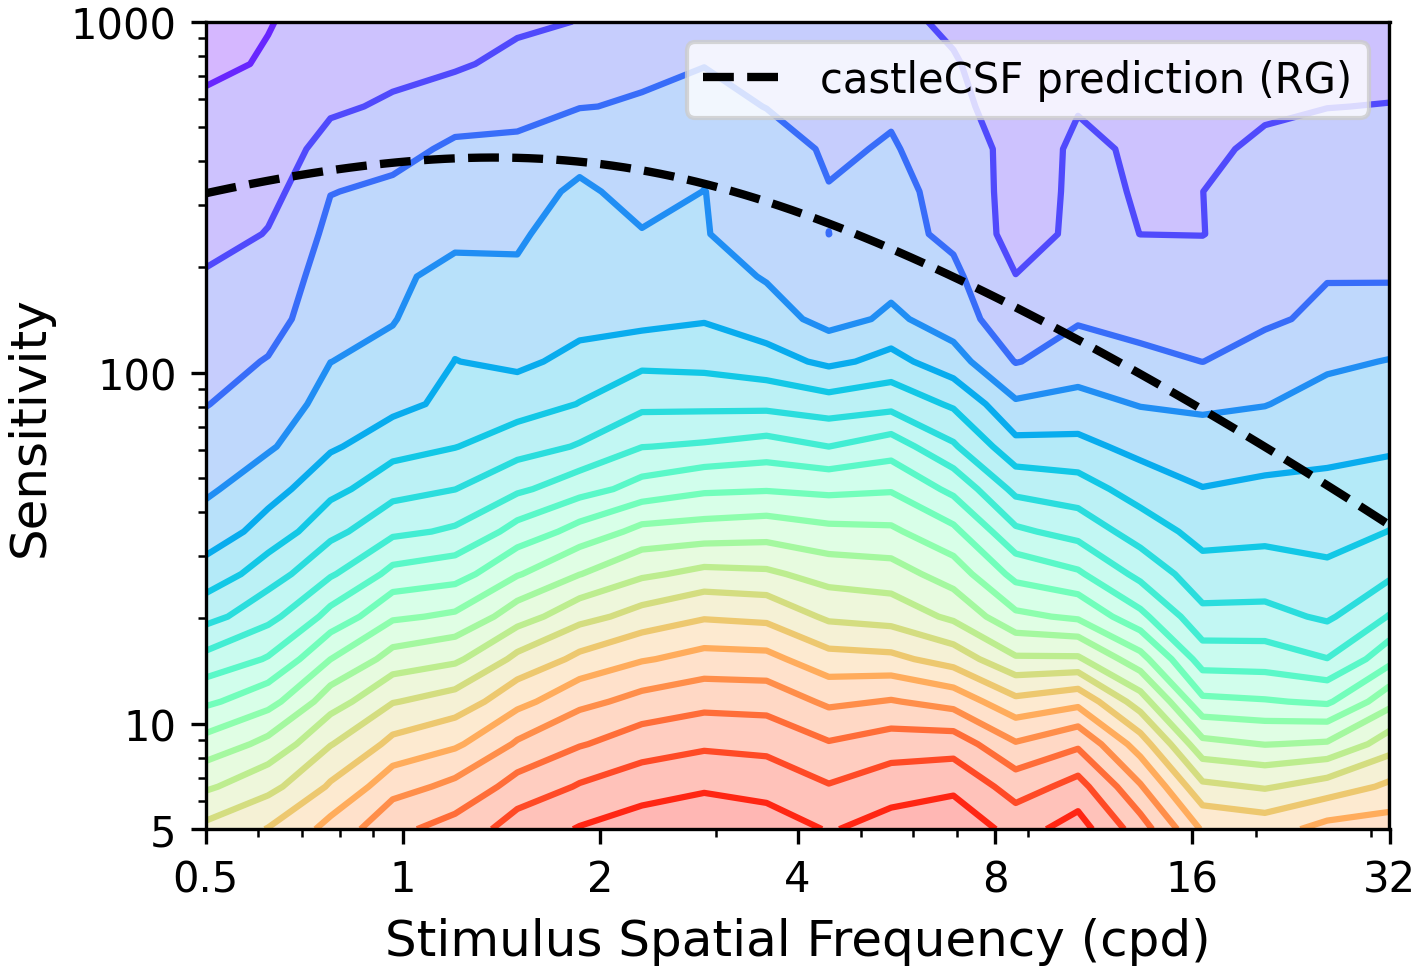 1000
castleCSF prediction (RG)
Sensitivity
100
10
5
0.5 1 2 4 8 16 32
Stimulus Spatial Frequency (cpd)